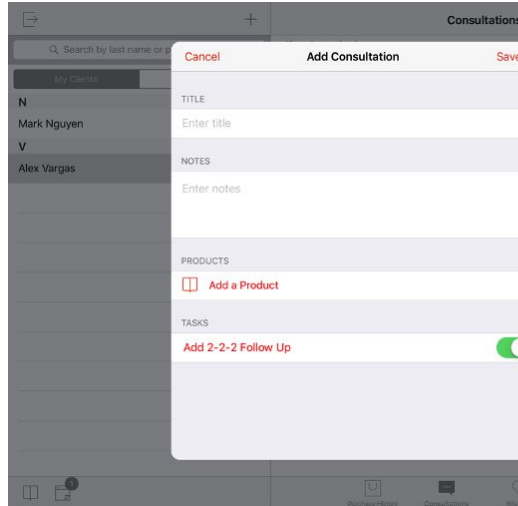 Consultations
Search by last name or p
Cancel
Add Consultation
Save
My Clients
TITLE
N
Mark Nguyen
Enter title
V
NOTES
Alex Vargas
Enter notes
PRODUCTS
Add a Product
TASKS
Add 2-2-2 Follow Up
1
Purchase History
Consultations